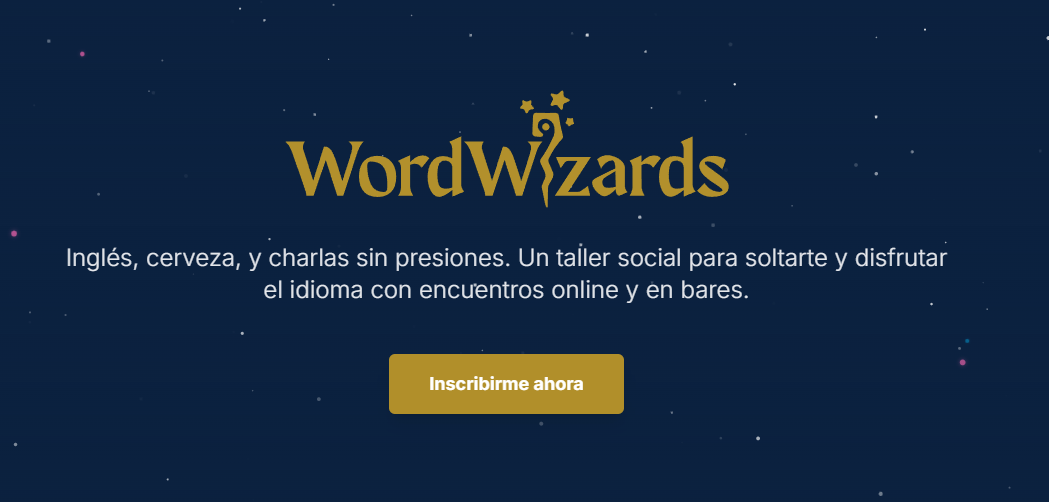 WordWizards
Inglés, cerveza, y charlas sin presiones. Un taller social para soltarte y disfrutar
el idioma con encuentros online y en bares.
Inscribirme ahora